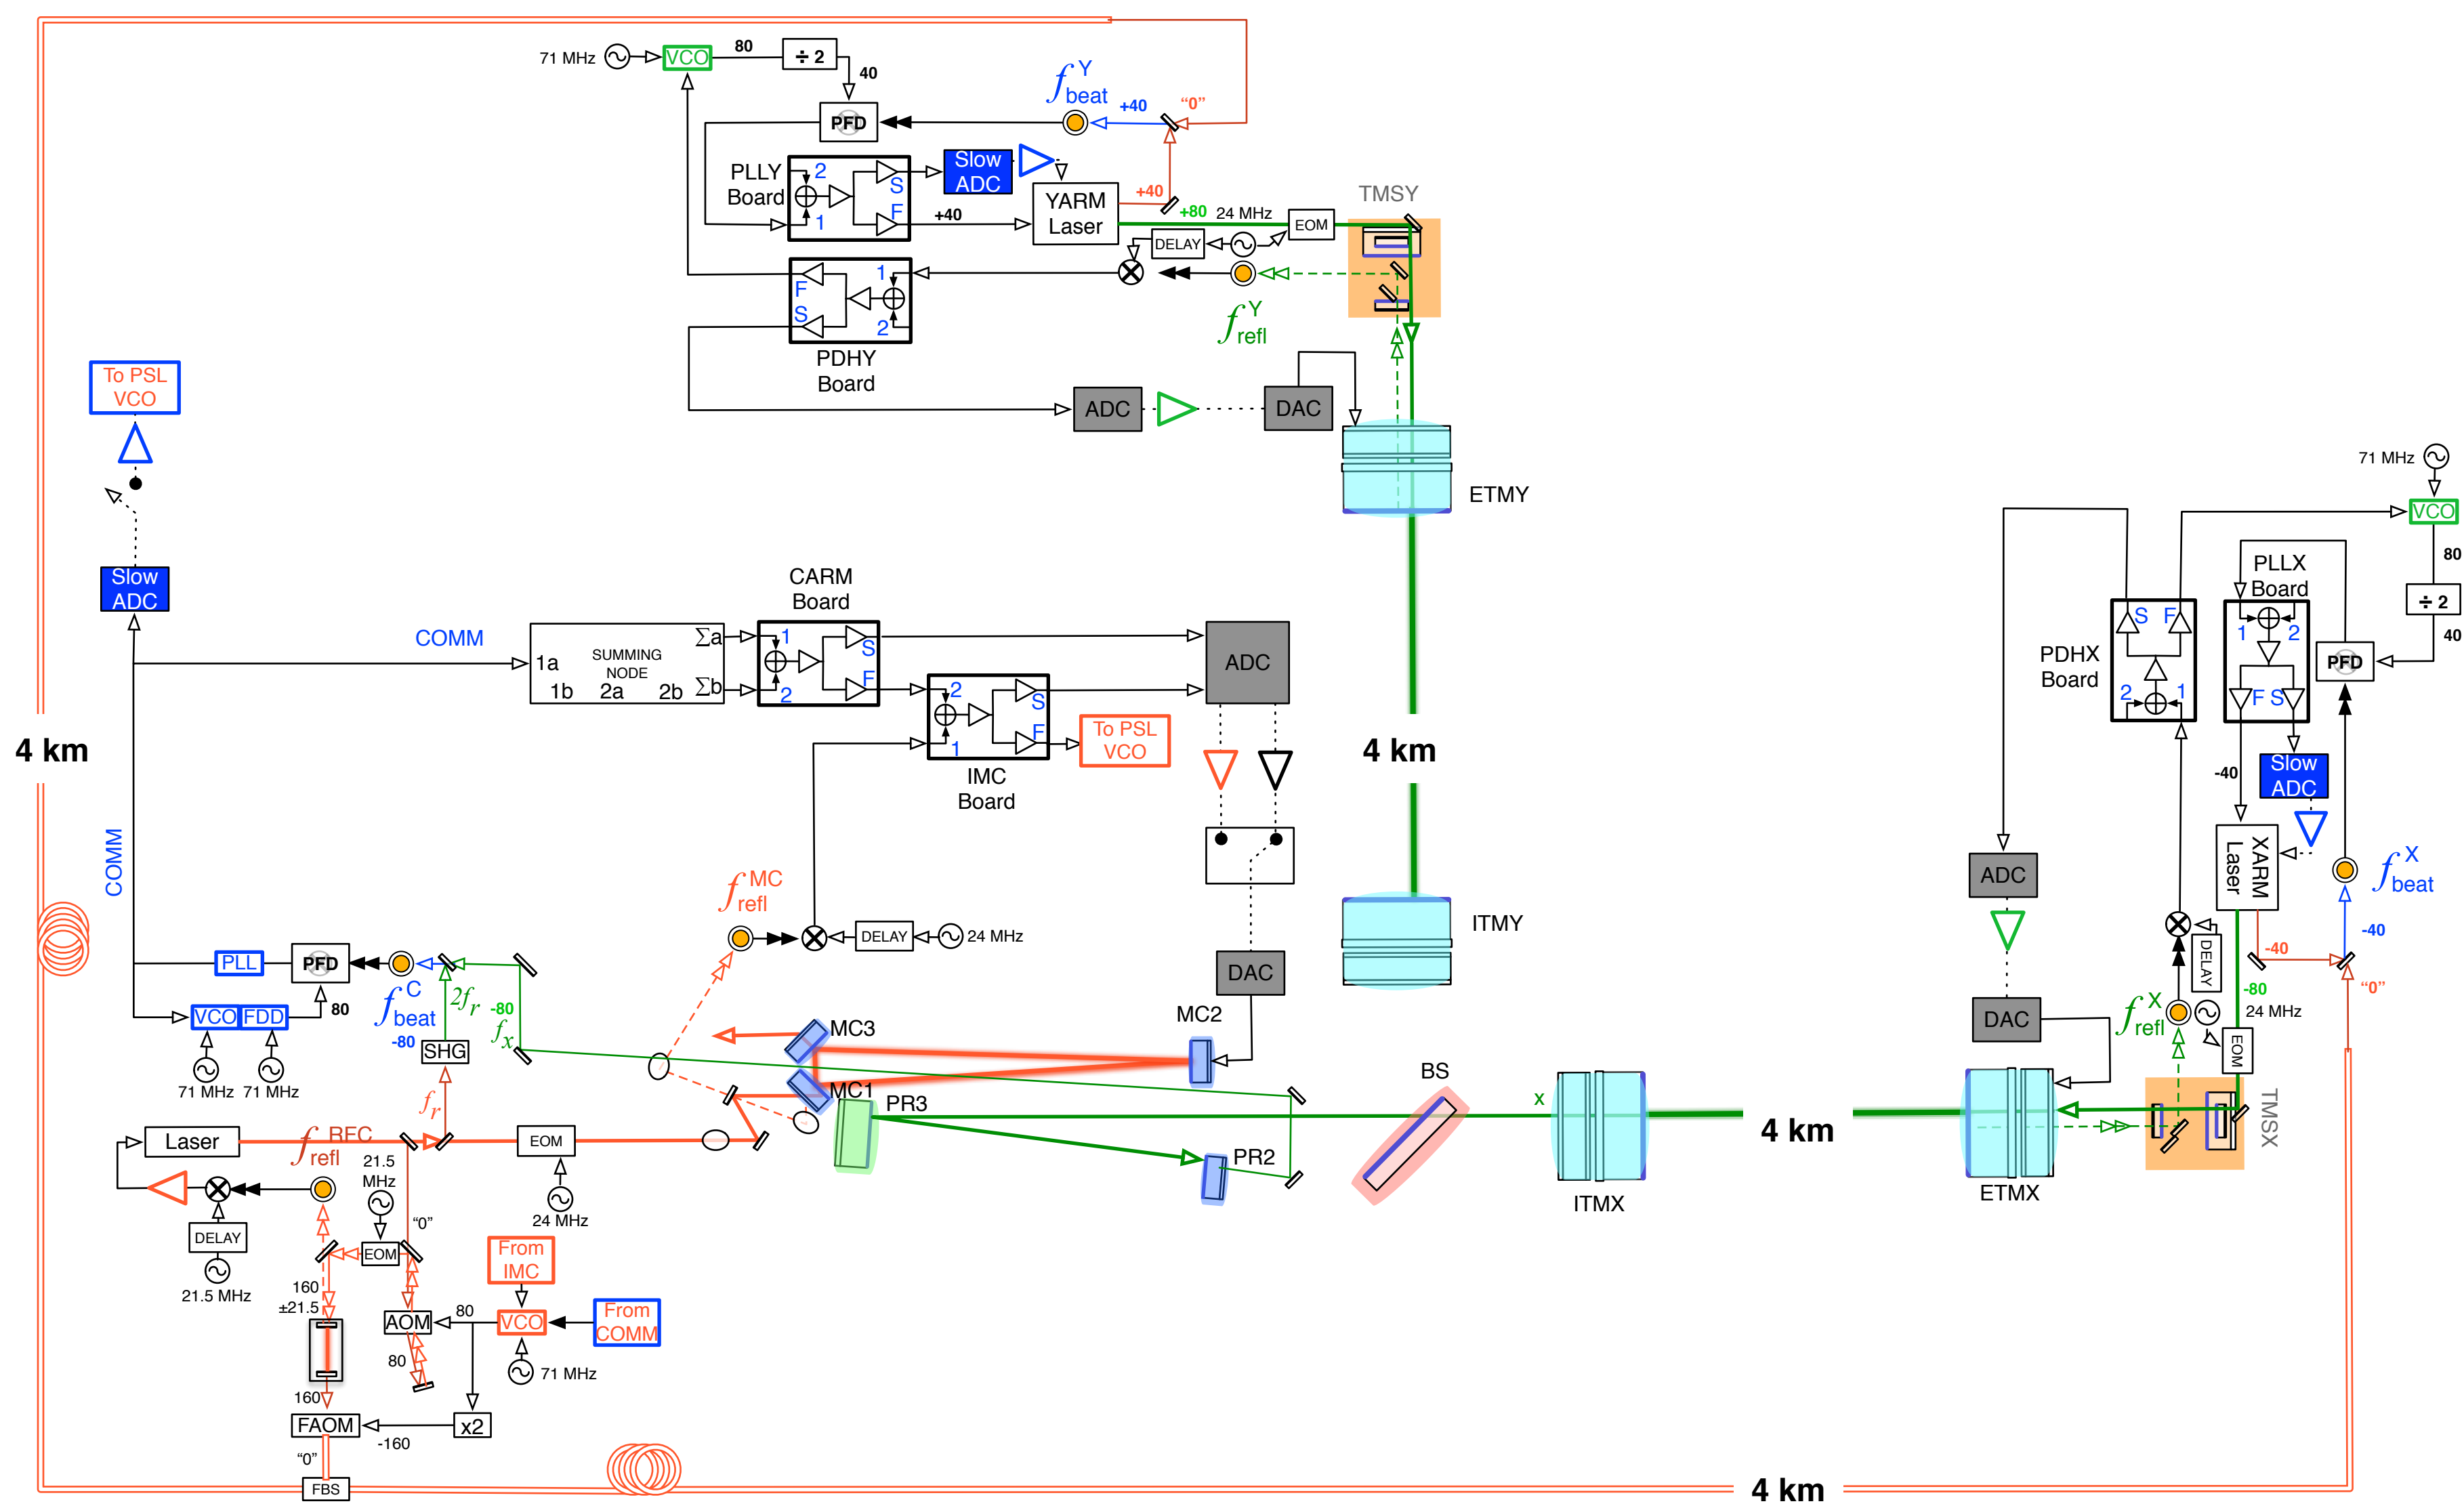 71 MHz
VCO
80
÷ 2
40
PFD
f beat Y
+40
“0”
PLLY
Board
2
1
S
F
Slow
ADC
+40
YARM
Laser
+40
+80
24 MHz
EOM
TMSY
DELAY
F
S
1
2
PDHY
Board
f refl Y
ADC
DAC
ETMY
To PSL
VCO
Slow
ADC
COMM
COMM
1a
SUMMING
NODE
1b
2a
2b
∑a
∑b
CARM
Board
1
2
S
F
2
1
S
F
IMC
Board
To PSL
VCO
ADC
DAC
4 km
4 km
ITMY
71 MHz
VCO
80
÷ 2
40
PLLX
Board
1
2
F
S
PFD
PDHX
Board
S
F
2
1
-40
Slow
ADC
XARM
Laser
f beat X
-40
-40
“0”
ADC
DAC
DELAY
f refl X
-80
24 MHz
EOM
TMSX
ETMX
f refl MC
DELAY
24 MHz
PLL
PFD
VCO
FDD
80
71 MHz
71 MHz
f beat C
-80
2fr
-80
fx
SHG
fr
MC3
MC1
MC2
PR3
PR2
BS
x
ITMX
4 km
Laser
f refl RFC
EOM
24 MHz
21.5
MHz
“0”
EOM
DELAY
21.5 MHz
160
±21.5
AOM
80
80
From
IMC
VCO
From
COMM
71 MHz
160
FAOM
-160
x2
“0”
FBS
4 km